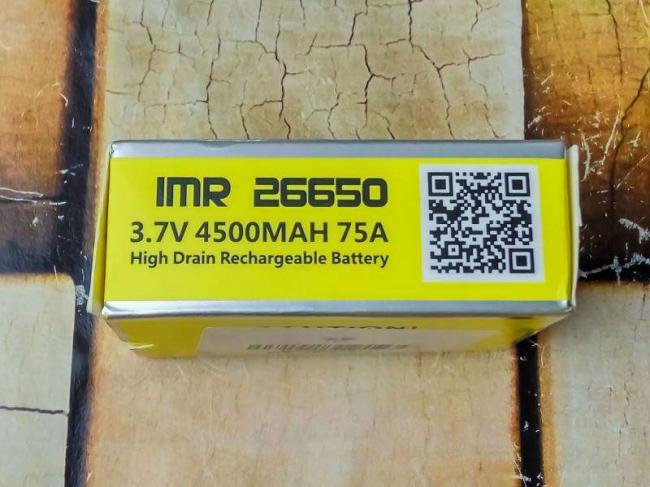 IMR 26650
3.7V 4500MAH 75A
High Drain Rechargeable Battery